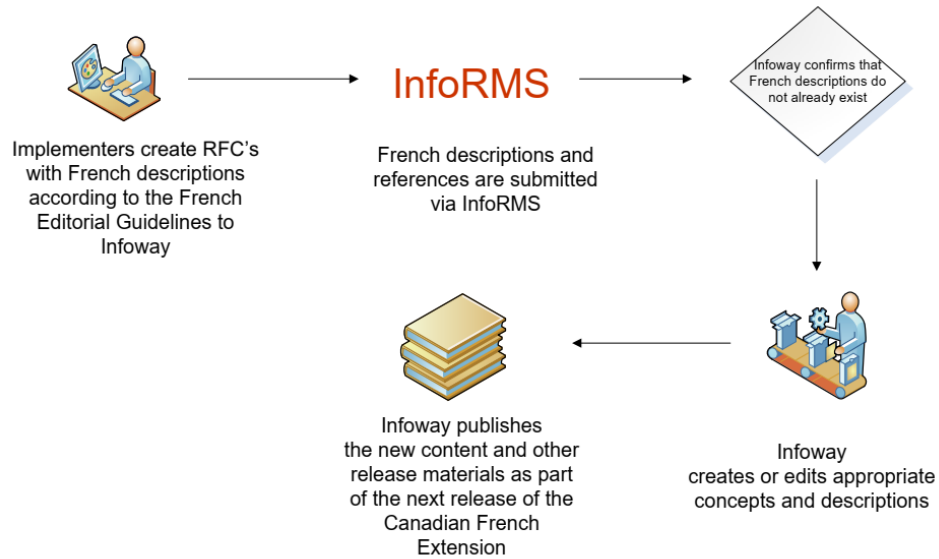 Implementers create RFC's
with French descriptions
according to the French
Editorial Guidelines to
Infoway
InfoRMS
French descriptions and
references are submitted
via InfoRMS
Infoway confirms that
French descriptions do
not already exist
Infoway
creates or edits appropriate
concepts and descriptions
Infoway publishes
the new content and other
release materials as part
of the next release of the
Canadian French
Extension